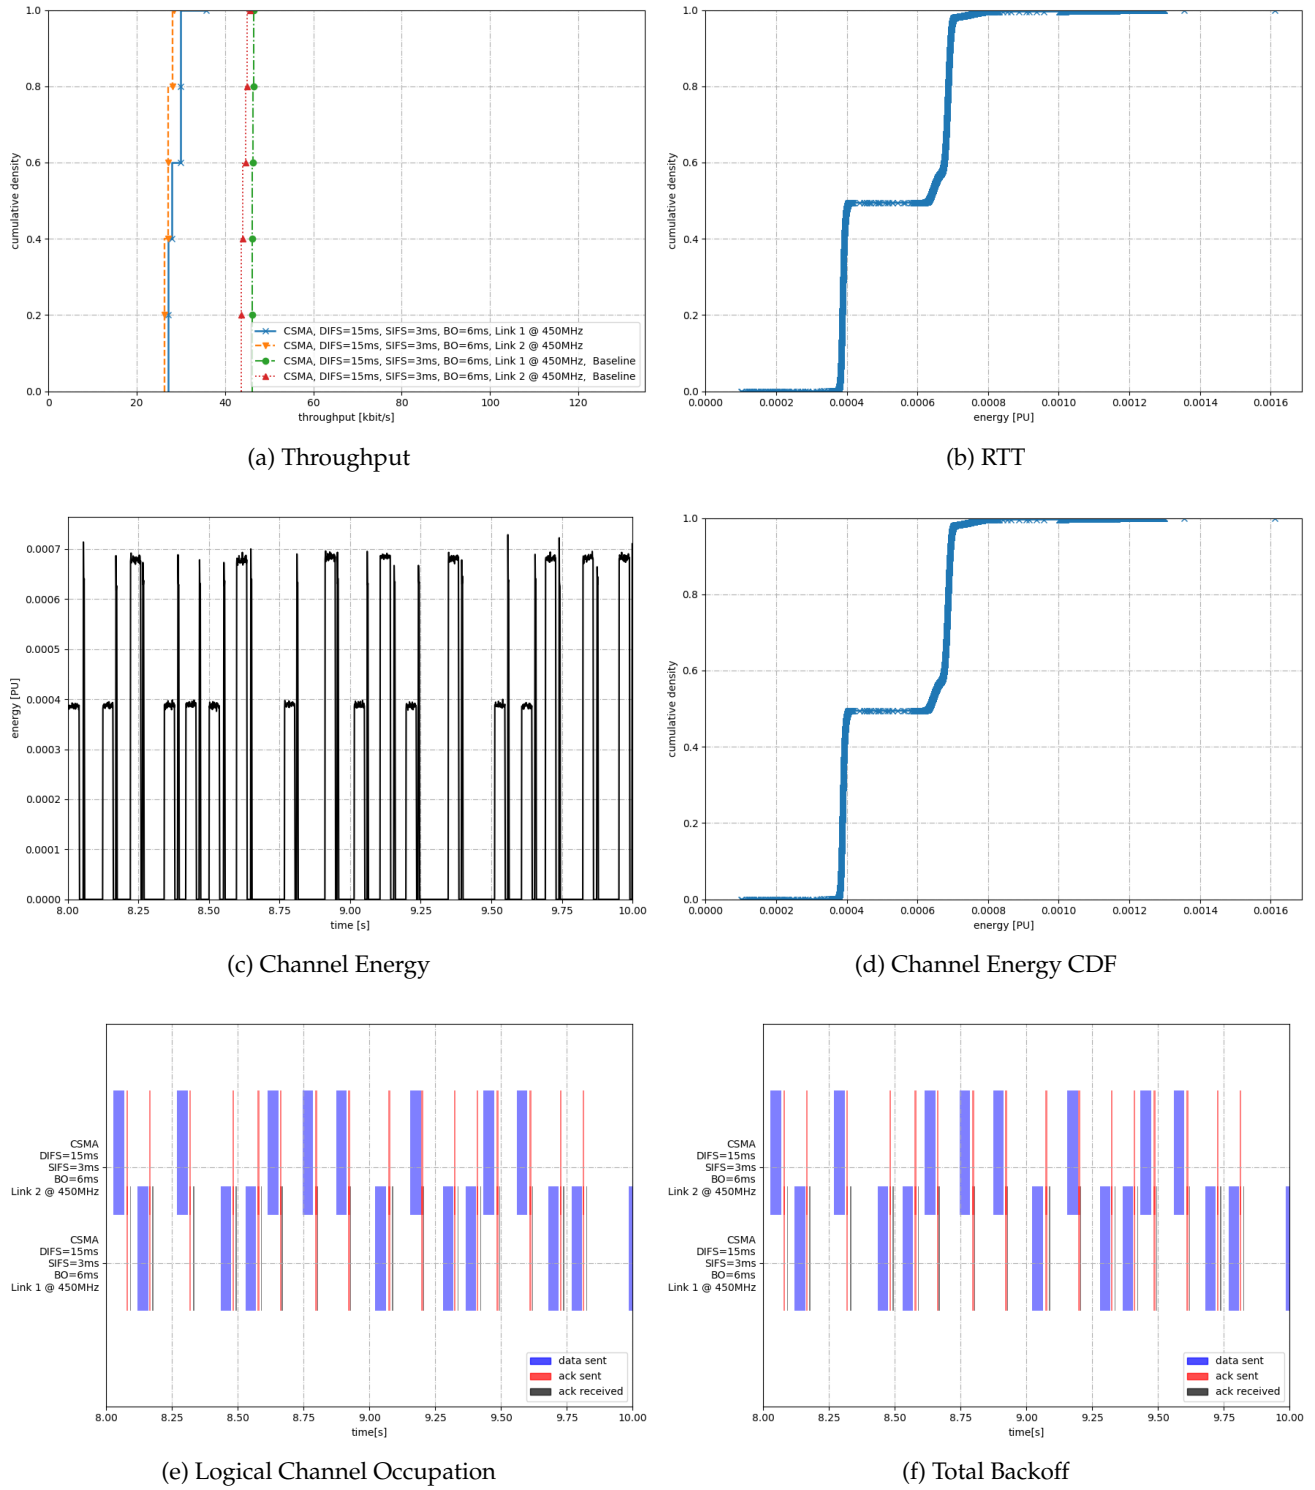 1.0
0.8
0.6
0.4
0.2
0.0
cumulative density
0 20 40 60 80 100 120
throughput [kbit/s]
CSMA, DIFS=15ms, SIFS=3ms, BO=6ms, Link 1 @ 450MHz
CSMA, DIFS=15ms, SIFS=3ms, BO=6ms, Link 2 @ 450MHz
CSMA, DIFS=15ms, SIFS=3ms, BO=6ms, Link 1 @ 450MHz, Baseline
CSMA, DIFS=15ms, SIFS=3ms, BO=6ms, Link 2 @ 450MHz, Baseline
(a) Throughput
1.0
0.8
0.6
0.4
0.2
0.0
cumulative density
0.0000 0.0002 0.0004 0.0006 0.0008 0.0010 0.0012 0.0014 0.0016
energy [PU]
(b) RTT
0.0007
0.0006
0.0005
0.0004
0.0003
0.0002
0.0001
0.0000
energy [PU]
8.00 8.25 8.50 8.75 9.00 9.25 9.50 9.75 10.00
time [s]
(c) Channel Energy
1.0
0.8
0.6
0.4
0.2
0.0
cumulative density
0.0000 0.0002 0.0004 0.0006 0.0008 0.0010 0.0012 0.0014 0.0016
energy [PU]
(d) Channel Energy CDF
CSMA
DIFS=15ms
SIFS=3ms
BO=6ms
Link 2 @ 450MHz
CSMA
DIFS=15ms
SIFS=3ms
BO=6ms
Link 1 @ 450MHz
data sent
ack sent
ack received
8.00 8.25 8.50 8.75 9.00 9.25 9.50 9.75 10.00
time[s]
(e) Logical Channel Occupation
CSMA
DIFS=15ms
SIFS=3ms
BO=6ms
Link 2 @ 450MHz
CSMA
DIFS=15ms
SIFS=3ms
BO=6ms
Link 1 @ 450MHz
data sent
ack sent
ack received
8.00 8.25 8.50 8.75 9.00 9.25 9.50 9.75 10.00
time[s]
(f) Total Backoff